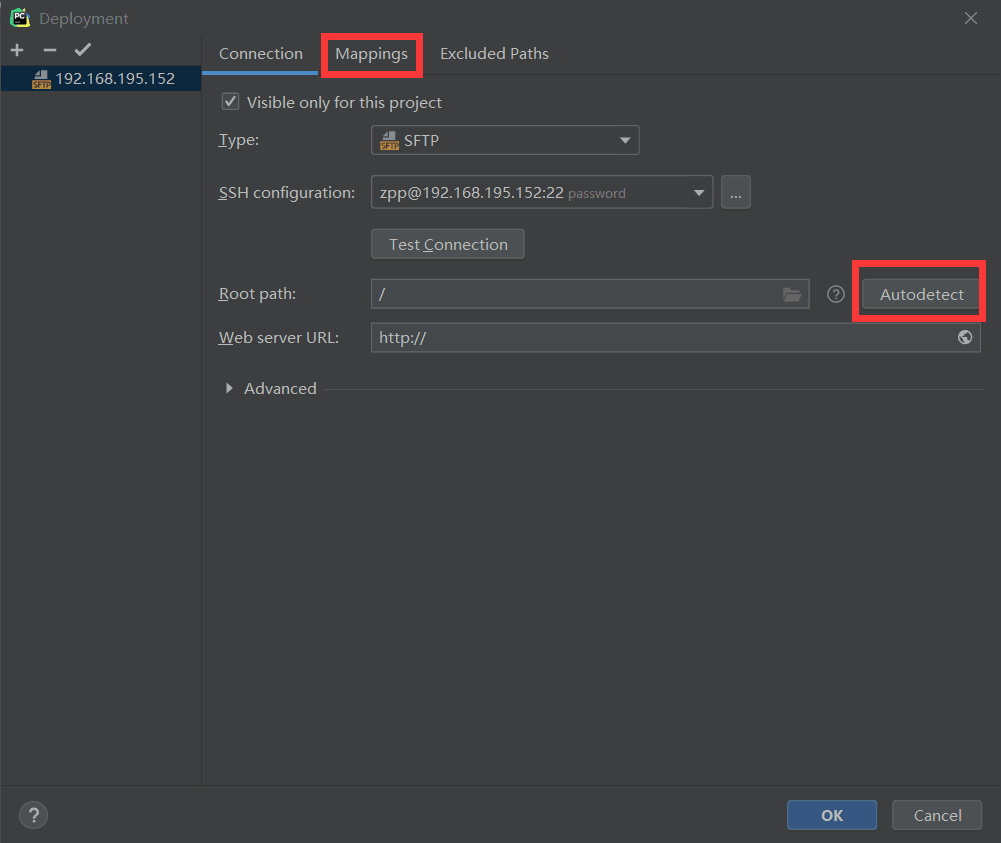 PC Deployment
192.168.195.152
Connection Mappings Excluded Paths
Visible only for this project
Type: SFTP SFTP
SSH configuration: zpp@192.168.195.152:22 password ...
Test Connection
Root path: / ? Autodetect
Web server URL: http://
Advanced
? OK Cancel